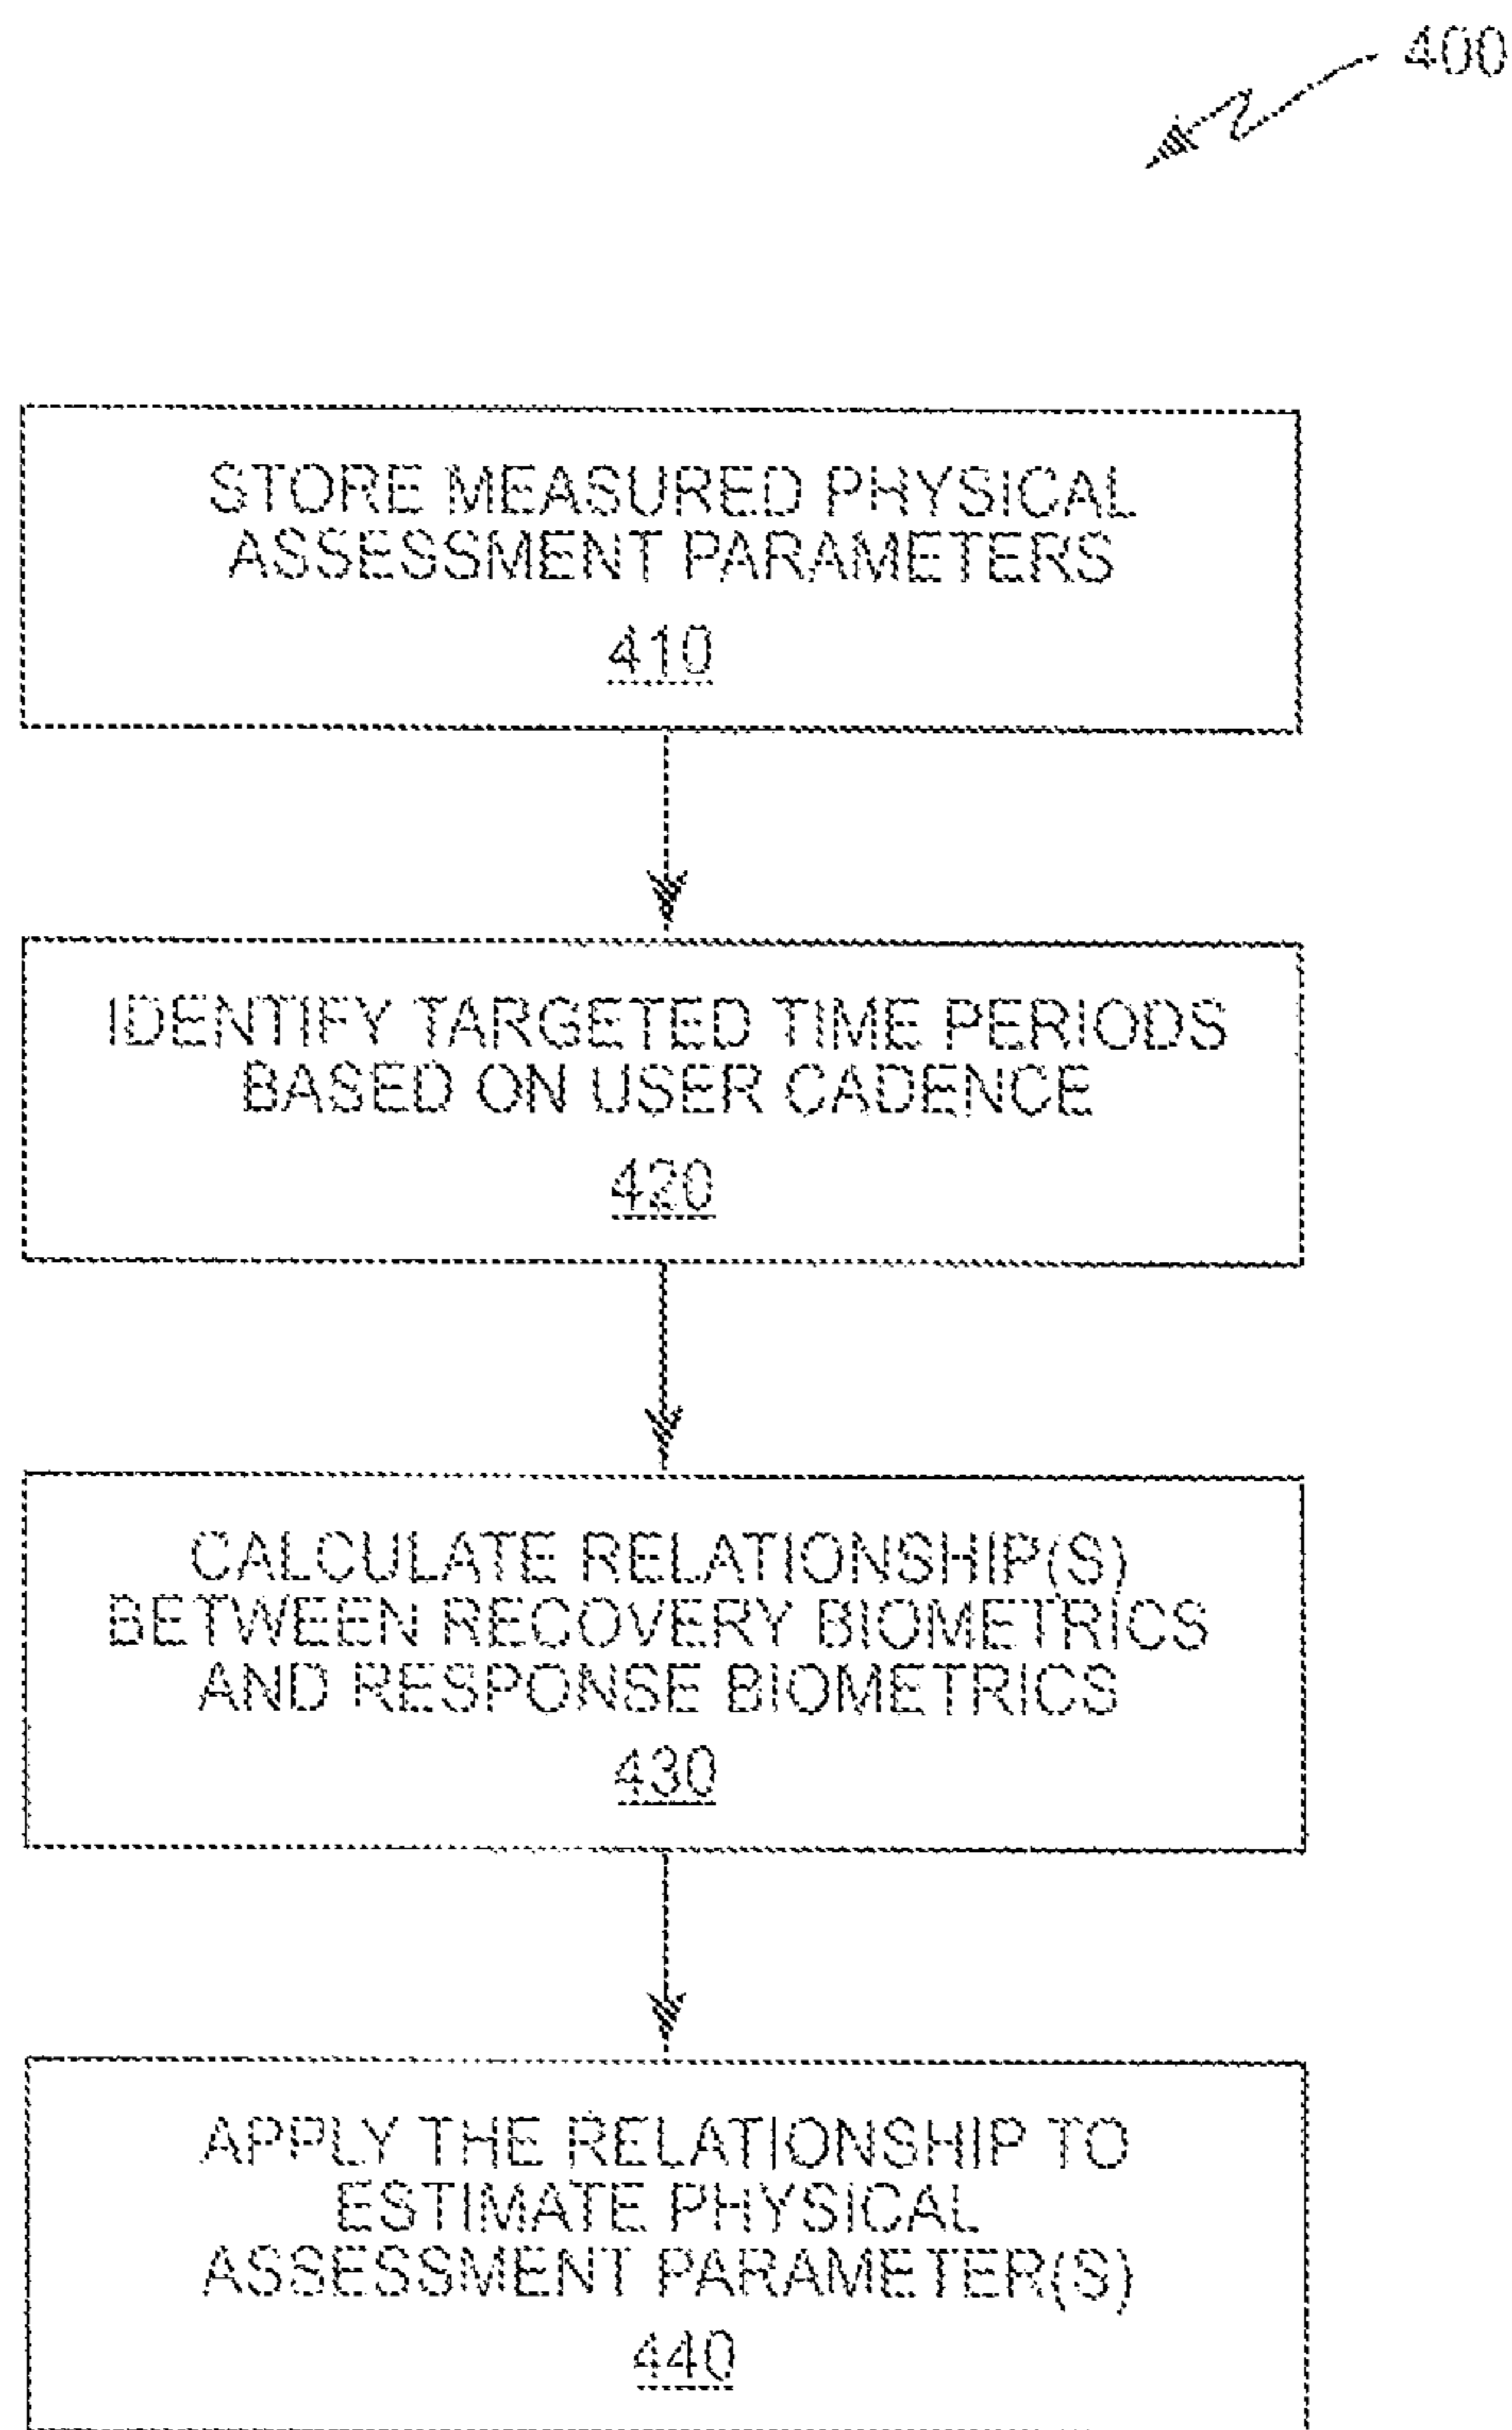 400
STORE MEASURED PHYSICAL
ASSESSMENT PARAMETERS
410
IDENTIFY TARGETED TIME PERIODS
BASED ON USER CADENCE
420
CALCULATE RELATIONSHIP(S)
BETWEEN RECOVERY BIOMETRICS
AND RESPONSE BIOMETRICS
430
APPLY THE RELATIONSHIP TO
ESTIMATE PHYSICAL
ASSESSMENT PARAMETER(S)
440